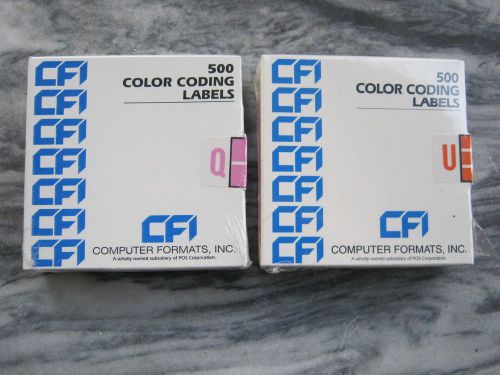 CFI
CFI
CFI
CFI
CFI
CFI
CFI
500
COLOR CODING
LABELS
Q
CFI
COMPUTER FORMATS, INC.
A wholly owned subsidiary of POS Corporation.
CFI
CFI
CFI
CFI
CFI
CFI
CFI
500
COLOR CODING
LABELS
U
CFI
COMPUTER FORMATS, INC.
A wholly owned subsidiary of POS Corporation.